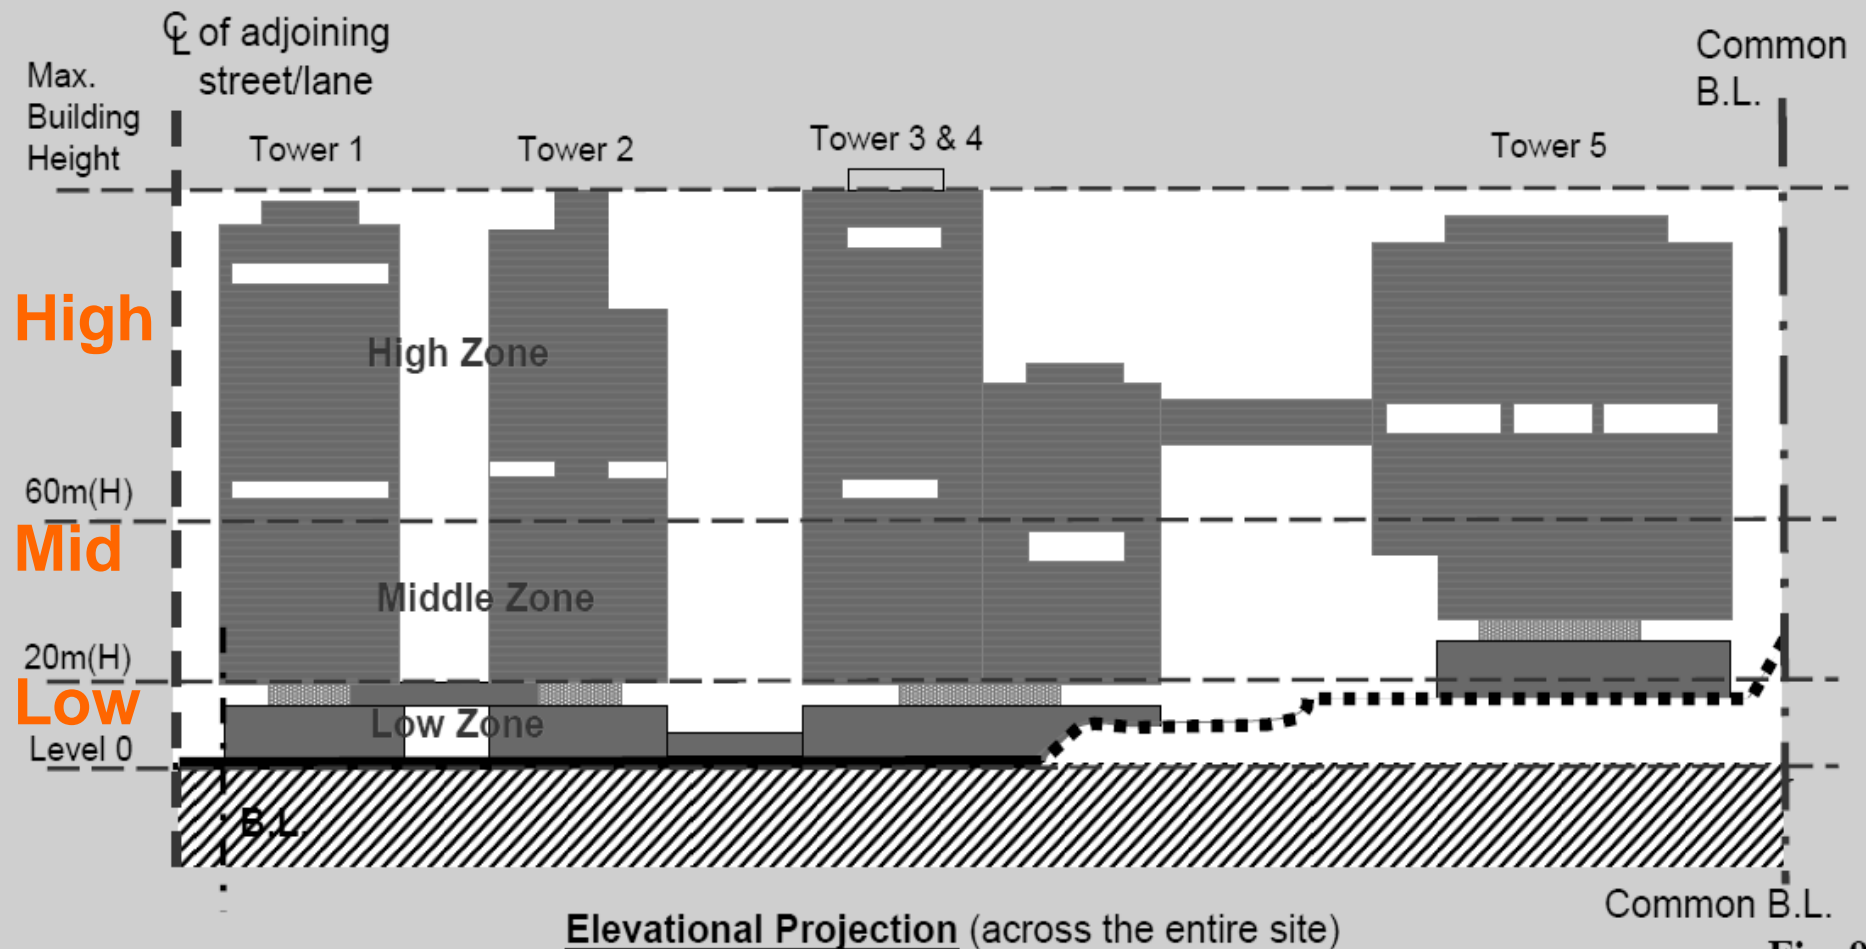 ℄ of adjoining
street/lane
Common
B.L.
Max.
Building
Height
Tower 1
Tower 2
Tower 3 & 4
Tower 5
High
High Zone
60m(H)
Mid
Middle Zone
20m(H)
Low
Low Zone
Level 0
B.L.
Common B.L.
Elevational Projection (across the entire site)